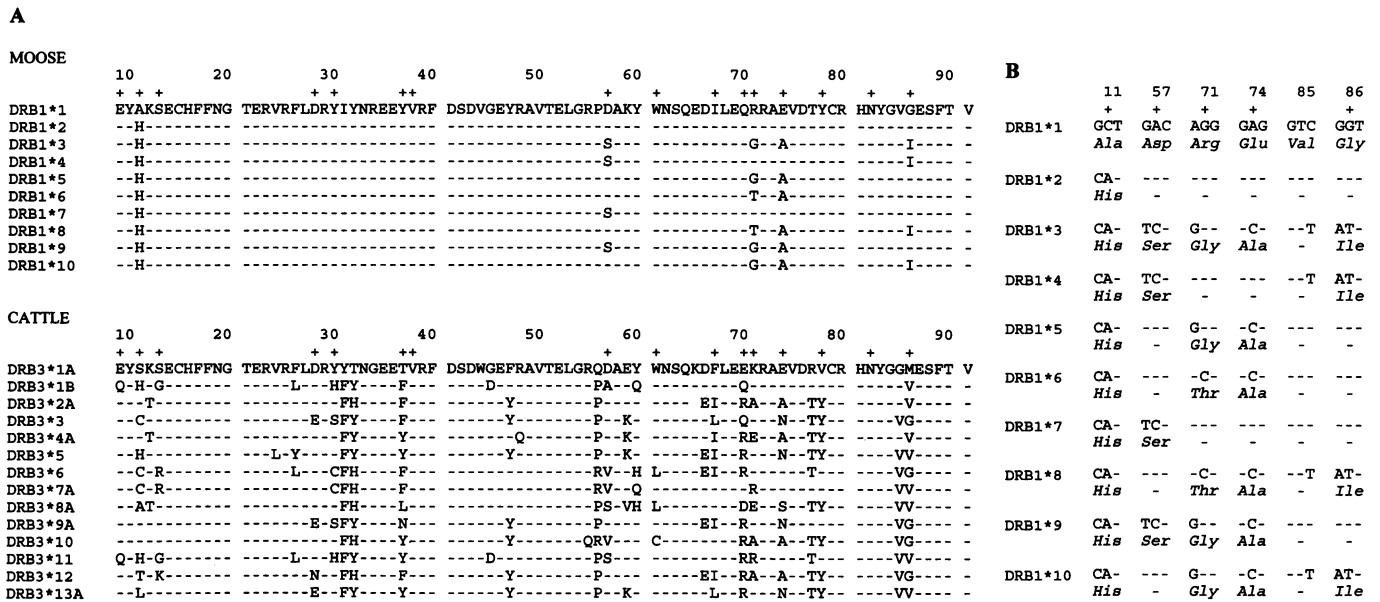 A
MOOSE
10 20 30 40 50 60 70 80 90
+ + + + + ++ + + + + + +
DRB1*1 EYAKSECHFFNG TERVRFLDRYIYNREEYVRF DSDVGEYRAVTELGRPDAKY WNSQEDILEQRRAEVDTYCR HNYGVGESFT V
DRB1*2 --H--------- -------------------- -------------------- -------------------- ---------- -
DRB1*3 --H--------- -------------------- ----------------S--- ----------G--A------ -----I---- -
DRB1*4 --H--------- -------------------- ----------------S--- -------------------- -----I---- -
DRB1*5 --H--------- -------------------- -------------------- ----------G--A------ ---------- -
DRB1*6 --H--------- -------------------- -------------------- ----------T--A------ ---------- -
DRB1*7 --H--------- -------------------- ----------------S--- -------------------- ---------- -
DRB1*8 --H--------- -------------------- -------------------- ----------T--A------ -----I---- -
DRB1*9 --H--------- -------------------- ----------------S--- ----------G--A------ ---------- -
DRB1*10 --H--------- -------------------- -------------------- ----------G--A------ -----I---- -
CATTLE
10 20 30 40 50 60 70 80 90
+ + + + + ++ + + ++ + + +
DRB3*1A EYSKSECHFFNG TERVRFLDRYYTNGEETVRF DSDWGEFRAVTELGRQDAEY WNSQKDFLEEKRAEVDRVCR HNYGGMESFT V
DRB3*1B Q-H-G------- -----L---HFY----F--- ----D----------PA--Q ---------Q---------- -----V---- -
DRB3*2A ---T-------- ----------FH----F--- ------Y--------P---- -----EI--RA--A--TY-- -----V---- -
DRB3*3 --C--------- -------E-SFY----F--- ------Y--------P--K- ------L--Q---N--TY-- ----VG---- -
DRB3*4A ---T-------- ----------FY----Y--- -------Q-------P--K- ------I--RE--A--TY-- -----V---- -
DRB3*5 --H--------- ---L-Y----FY----Y--- ------Y--------P--K- -----EI--R---A--TY-- ----VG---- -
DRB3*6 --C-R------- -----L---CFH----F--- ---------------RV--H L----EI--R------T--- ----VV---- -
DRB3*7A --C-R------- ---------CFH----F--- ---------------RV--Q ----------R--------- ----VV---- -
DRB3*8A --AT-------- ----------FH----L--- ---------------PS-VH L--------DE--S--TY-- ----VV---- -
DRB3*9A ------------ -------E-SFY----N--- ------Y--------P---- -----EI--R---N------ ----VG---- -
DRB3*10 ------------ ----------FH----Y--- ------Y-------QRV--- C--------RA--A--TY-- ----VG---- -
DRB3*11 Q-H-G------- -----L---HFY----Y--- ----D----------PS--- ---------RR-----T--- ----VV---- -
DRB3*12 --T-K------- -------N--FH----F--- ------Y--------P---- -----EI--RA--A--TY-- ----VG---- -
DRB3*13A --L--------- -------E--FY----F--- ------Y--------P--K- ------L--R---N--TY-- ----VG---- -
B
11 57 71 74 85 86
+ + + + +
DRB1*1 GCT GAC AGG GAG GTC GGT
Ala Asp Arg Glu Val Gly
DRB1*2 CA- --- --- --- --- ---
His - - - - -
DRB1*3 CA- TC- G-- -C- --T AT-
His Ser Gly Ala - Ile
DRB1*4 CA- TC- --- --- --T AT-
His Ser - - - Ile
DRB1*5 CA- --- G-- -C- --- ---
His - Gly Ala - -
DRB1*6 CA- --- -C- -C- --- ---
His - Thr Ala - -
DRB1*7 CA- TC- --- --- --- ---
His Ser - - - -
DRB1*8 CA- --- -C- -C- --T AT-
His - Thr Ala - Ile
DRB1*9 CA- TC- G-- -C- --- ---
His Ser Gly Ala - -
DRB1*10 CA- --- G-- -C- --T AT-
His - Gly Ala - Ile